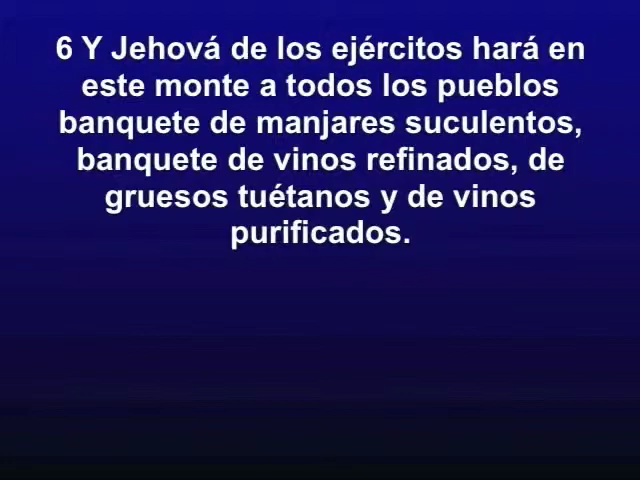 6 Y Jehová de los ejércitos hará en
este monte a todos los pueblos
banquete de manjares suculentos,
banquete de vinos refinados, de
gruesos tuétanos y de vinos
purificados.